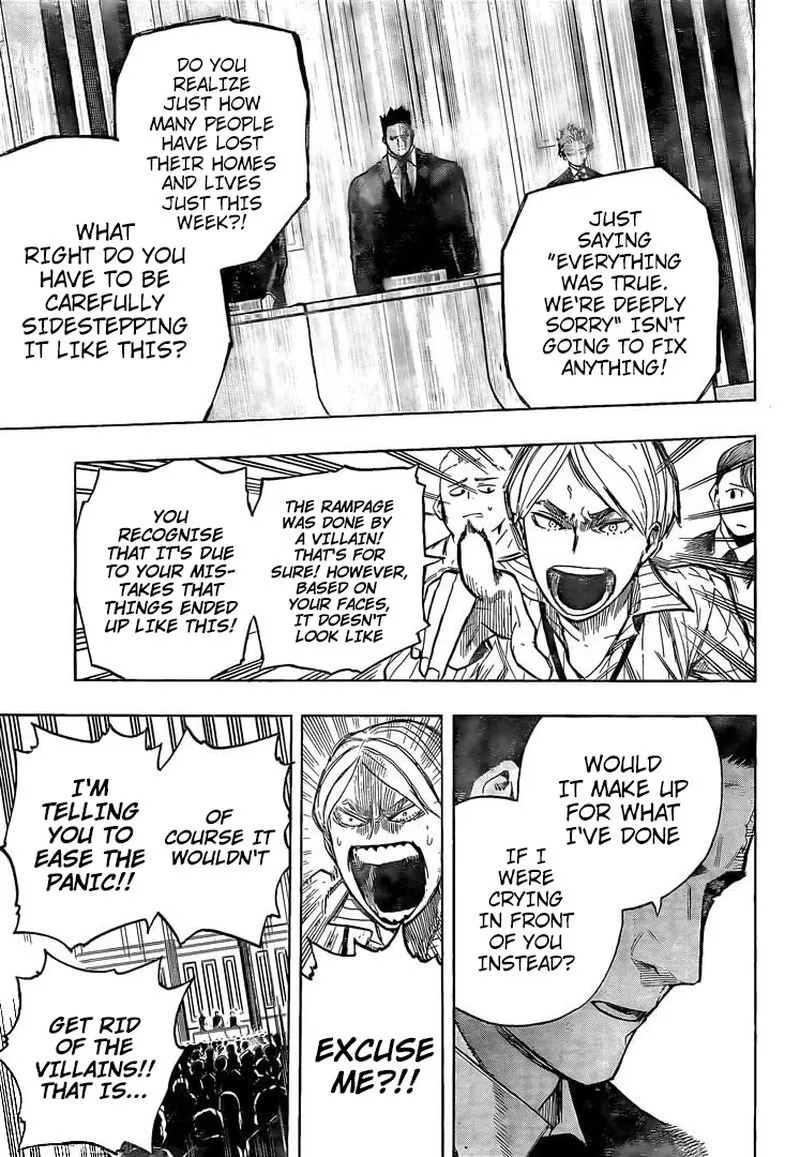 JUST
SAYING
"EVERYTHING
WAS TRUE.
WE'RE DEEPLY
SORRY" ISN'T
GOING TO FIX
ANYTHING!
DO YOU
REALIZE
JUST HOW
MANY PEOPLE
HAVE LOST
THEIR HOMES
AND LIVES
JUST THIS
WEEK?!
WHAT
RIGHT DO YOU
HAVE TO BE
CAREFULLY
SIDESTEPPING
IT LIKE THIS?
THE RAMPAGE
WAS DONE BY
A VILLAIN!
THAT'S FOR
SURE! HOWEVER,
BASED ON
YOUR FACES,
IT DOESN'T
LOOK LIKE
YOU
RECOGNISE
THAT IT'S DUE
TO YOUR MIS-
TAKES THAT
THINGS ENDED
UP LIKE THIS!
WOULD
IT MAKE UP
FOR WHAT
I'VE DONE
IF I
WERE
CRYING
IN FRONT
OF YOU
INSTEAD?
EXCUSE
ME?!!
OF
COURSE IT
WOULDN'T
I'M
TELLING
YOU TO
EASE THE
PANIC!!
GET RID
OF THE
VILLAINS!!
THAT IS...